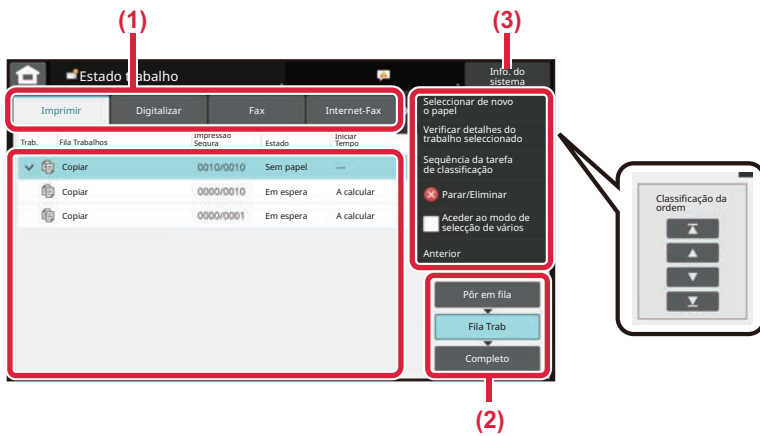 (1)
(3)
Estado trabalho
Info. do
sistema
Imprimir
Digitalizar
Fax
Internet-Fax
Trab.
Fila Trabalhos
Impressão
Segura
Estado
Iniciar
Tempo
Copiar
0010/0010
Sem papel
---
Copiar
0000/0010
Em espera
A calcular
Copiar
0000/0001
Em espera
A calcular
Seleccionar de novo
o papel
Verificar detalhes do
trabalho seleccionado
Sequência da tarefa
de classificação
Parar/Eliminar
Aceder ao modo de
selecção de vários
Anterior
Pôr em fila
Fila Trab
Completo
Classificação da
ordem
(2)